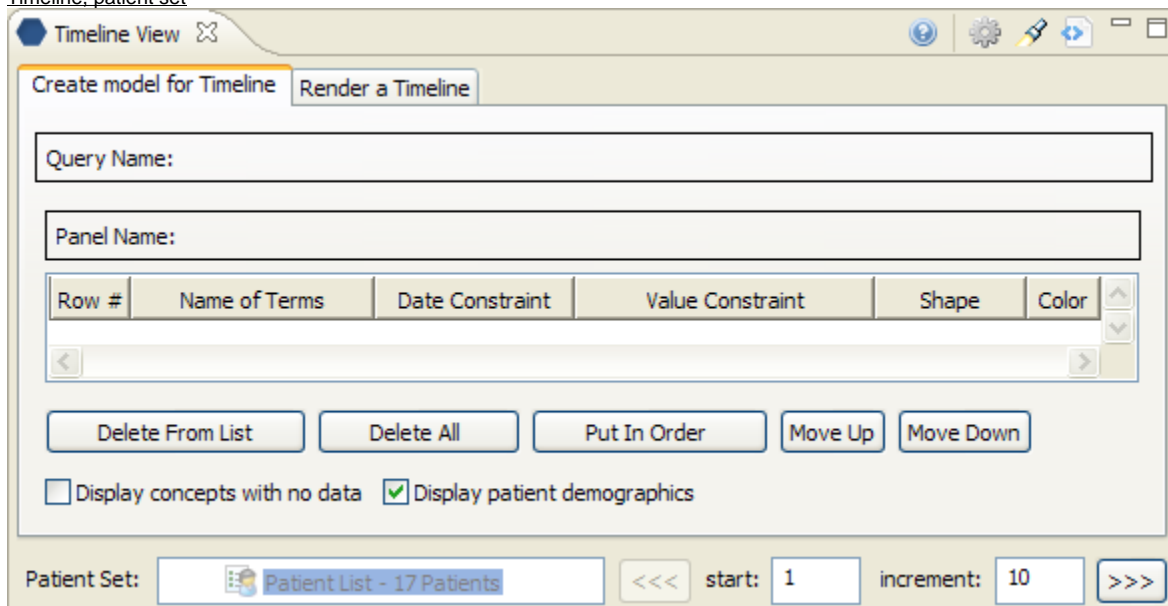 Timeline, patient set
Timeline View
Create model for Timeline Render a Timeline
Query Name:
Panel Name:
Row # Name of Terms Date Constraint Value Constraint Shape Color
Delete From List Delete All Put In Order Move Up Move Down
Display concepts with no data Display patient demographics
Patient Set: Patient List - 17 Patients <<< start: 1 increment: 10 >>>